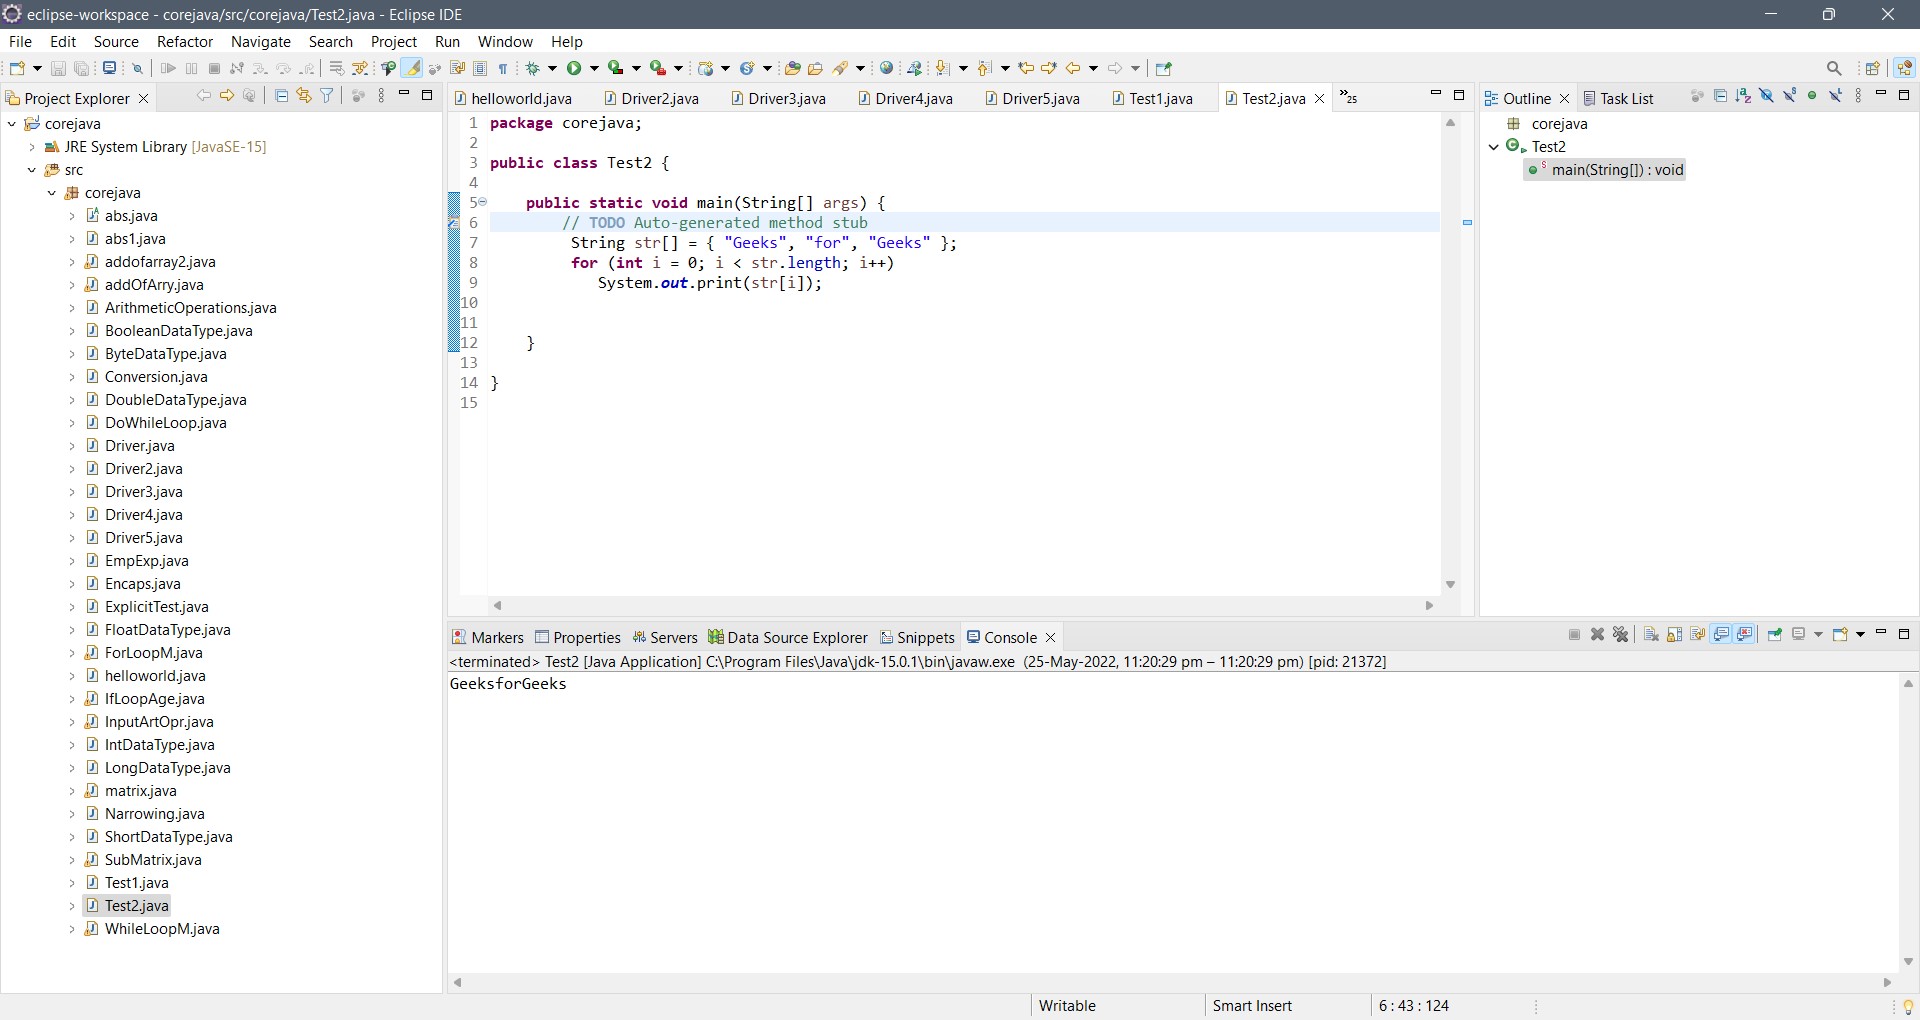 eclipse-workspace - corejava/src/corejava/Test2.java - Eclipse IDE
File Edit Source Refactor Navigate Search Project Run Window Help
Project Explorer
corejava
JRE System Library [JavaSE-15]
src
corejava
abs.java
abs1.java
addofarray2.java
addOfArry.java
ArithmeticOperations.java
BooleanDataType.java
ByteDataType.java
Conversion.java
DoubleDataType.java
DoWhileLoop.java
Driver.java
Driver2.java
Driver3.java
Driver4.java
Driver5.java
EmpExp.java
Encaps.java
ExplicitTest.java
FloatDataType.java
ForLoopM.java
helloworld.java
IfLoopAge.java
InputArtOpr.java
IntDataType.java
LongDataType.java
matrix.java
Narrowing.java
ShortDataType.java
SubMatrix.java
Test1.java
Test2.java
WhileLoopM.java
helloworld.java Driver2.java Driver3.java Driver4.java Driver5.java Test1.java Test2.java »25
1 package corejava;
2
3 public class Test2 {
4
5 public static void main(String[] args) {
6 // TODO Auto-generated method stub
7 String str[] = { "Geeks", "for", "Geeks" };
8 for (int i = 0; i < str.length; i++)
9 System.out.print(str[i]);
10
11
12 }
13
14 }
15
Outline Task List
corejava
Test2
main(String[]) : void
Markers Properties Servers Data Source Explorer Snippets Console
<terminated> Test2 [Java Application] C:\Program Files\Java\jdk-15.0.1\bin\javaw.exe (25-May-2022, 11:20:29 pm – 11:20:29 pm) [pid: 21372]
GeeksforGeeks
Writable Smart Insert 6 : 43 : 124